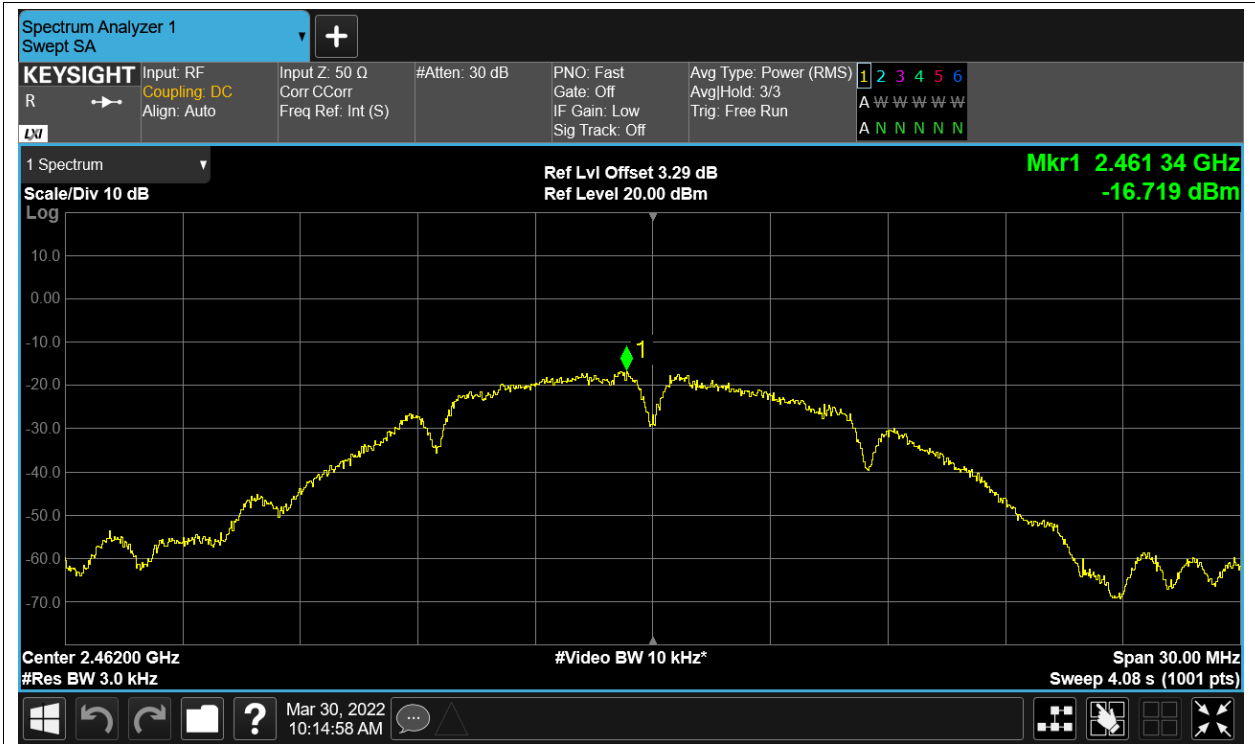 Spectrum Analyzer 1
Swept SA
KEYSIGHT
R
LXI
Input: RF
Coupling: DC
Align: Auto
Input Z: 50 Ω
Corr CCorr
Freq Ref: Int (S)
#Atten: 30 dB
PNO: Fast
Gate: Off
IF Gain: Low
Sig Track: Off
Avg Type: Power (RMS)
Avg|Hold: 3/3
Trig: Free Run
1 2 3 4 5 6
A W W W W W
A N N N N N
1 Spectrum
Scale/Div 10 dB
Log
Ref Lvl Offset 3.29 dB
Ref Level 20.00 dBm
Mkr1 2.461 34 GHz
-16.719 dBm
10.0
0.00
-10.0
1
-20.0
-30.0
-40.0
-50.0
-60.0
-70.0
Center 2.46200 GHz
#Res BW 3.0 kHz
#Video BW 10 kHz*
Span 30.00 MHz
Sweep 4.08 s (1001 pts)
?
Mar 30, 2022
10:14:58 AM